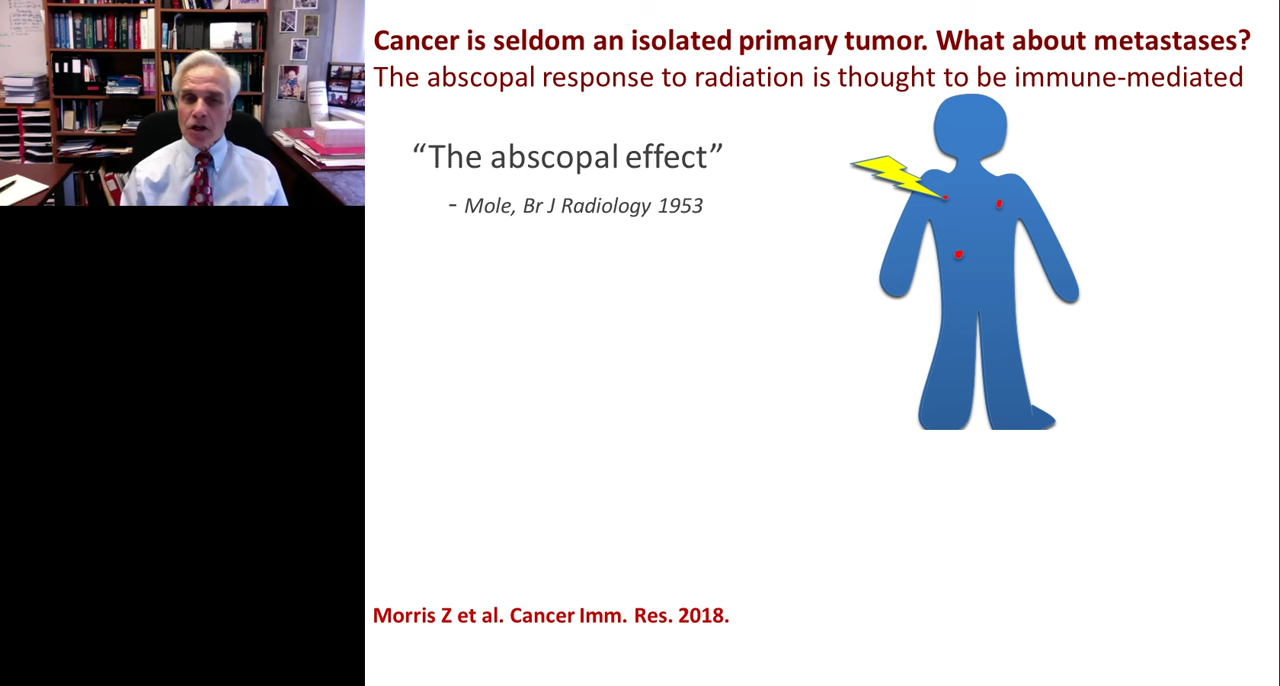 Cancer is seldom an isolated primary tumor. What about metastases?
The abscopal response to radiation is thought to be immune-mediated
“The abscopal effect”
- Mole, Br J Radiology 1953
Morris Z et al. Cancer Imm. Res. 2018.